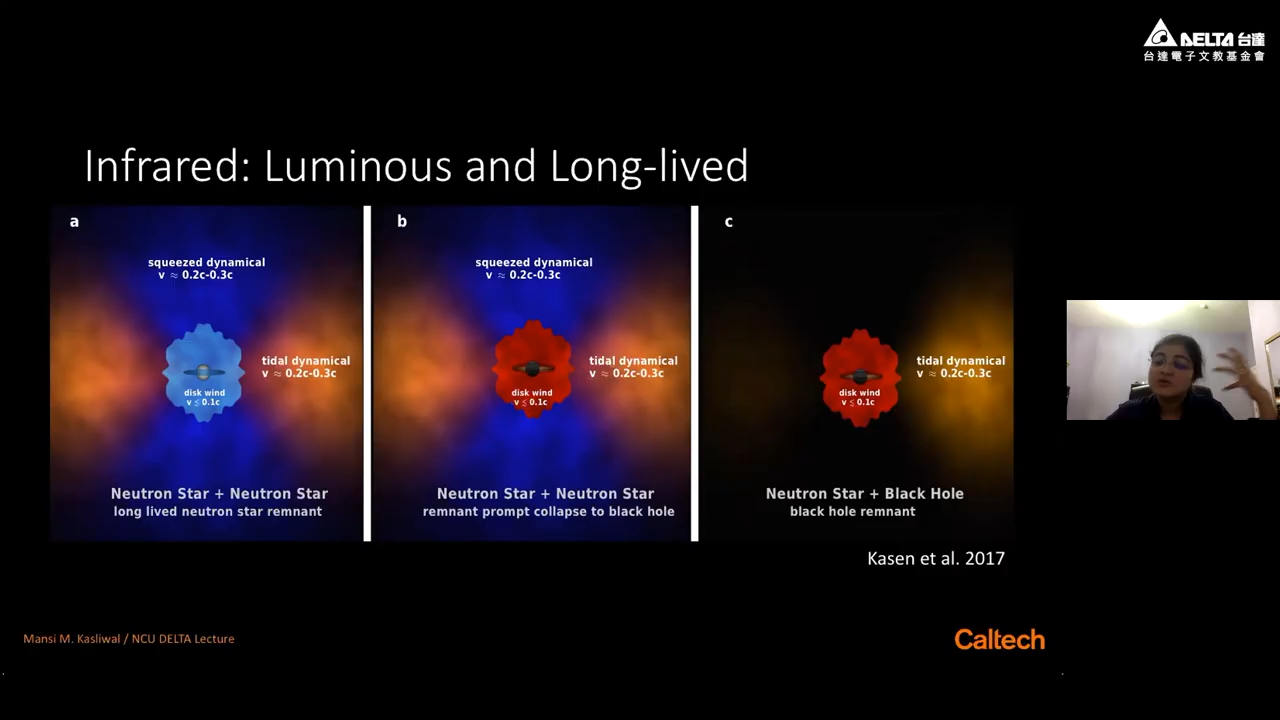 DELTA 台達
台達電子文教基金會
Infrared: Luminous and Long-lived
a
squeezed dynamical
v ≈ 0.2c-0.3c
tidal dynamical
v ≈ 0.2c-0.3c
disk wind
v ≲ 0.1c
Neutron Star + Neutron Star
long lived neutron star remnant
b
squeezed dynamical
v ≈ 0.2c-0.3c
tidal dynamical
v ≈ 0.2c-0.3c
disk wind
v ≲ 0.1c
Neutron Star + Neutron Star
remnant prompt collapse to black hole
c
tidal dynamical
v ≈ 0.2c-0.3c
disk wind
v ≲ 0.1c
Neutron Star + Black Hole
black hole remnant
Kasen et al. 2017
Mansi M. Kasliwal / NCU DELTA Lecture
Caltech